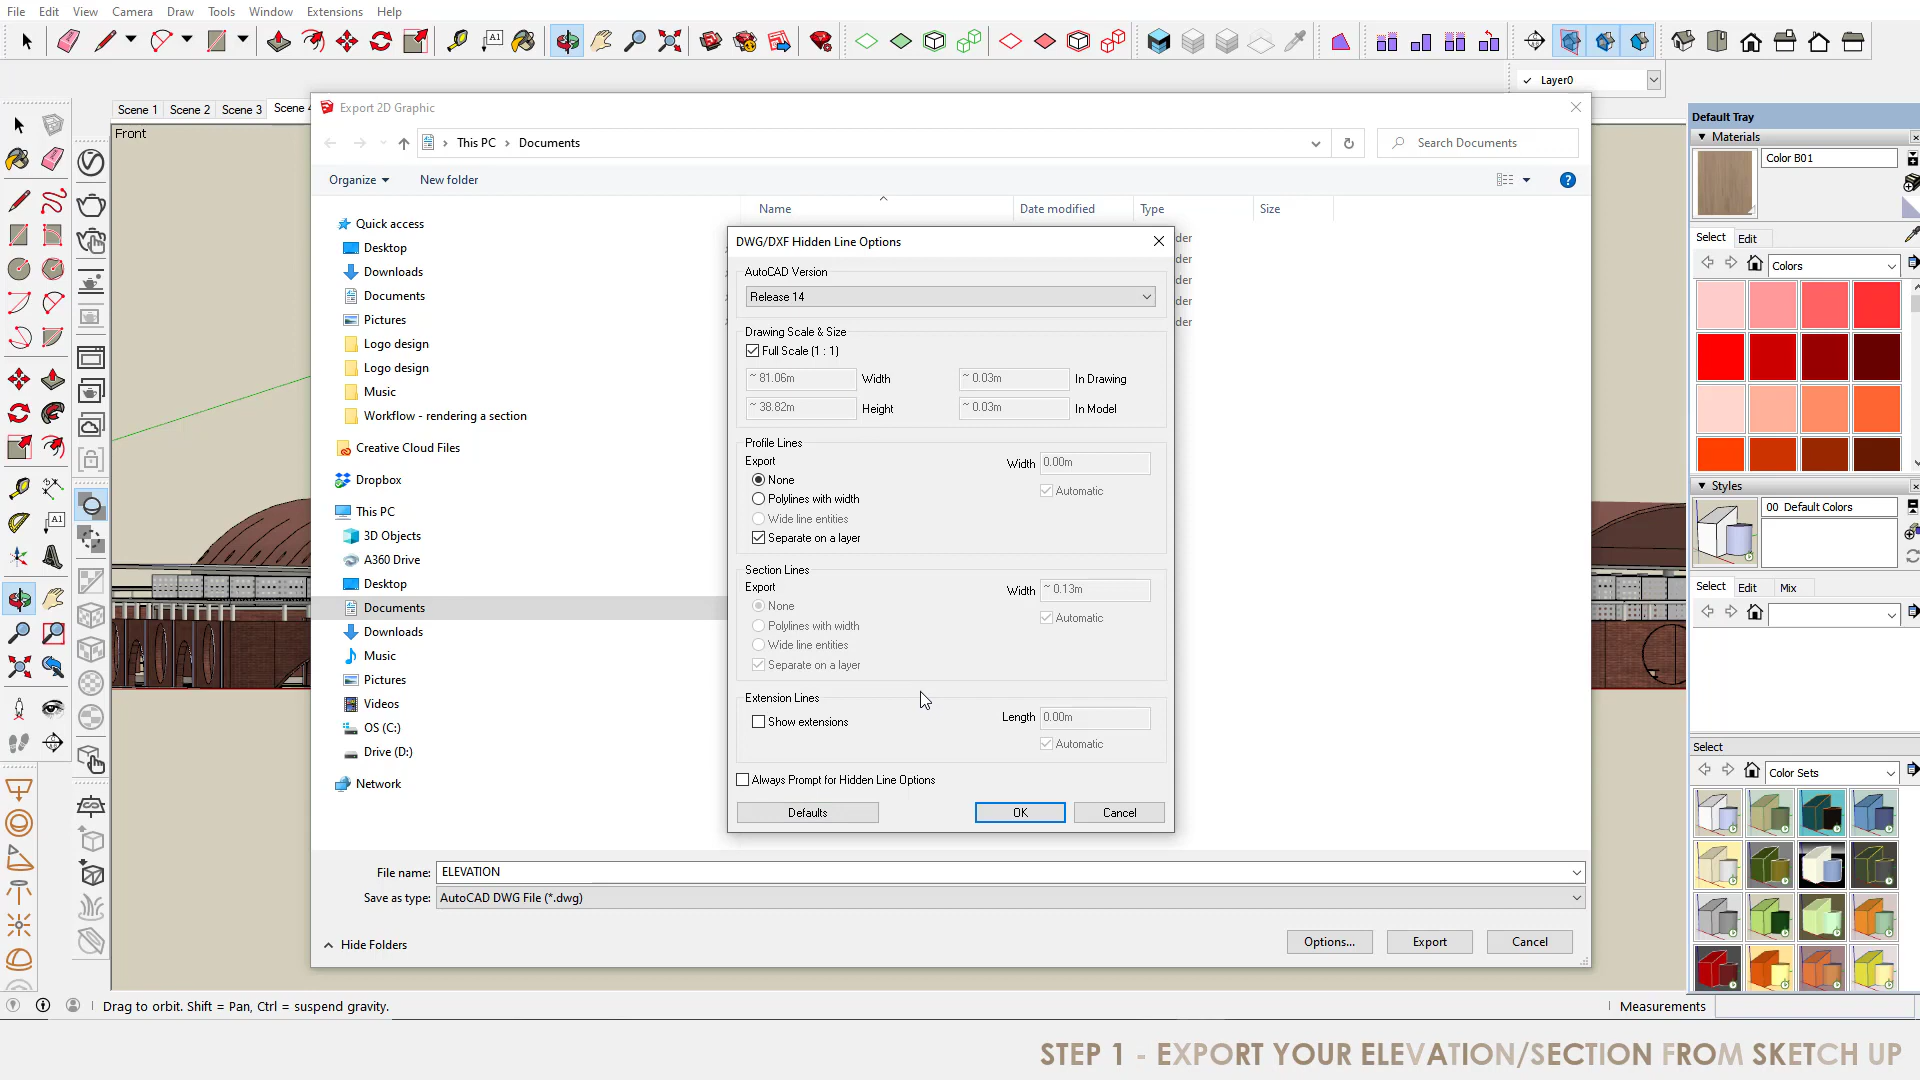 File Edit View Camera Draw Tools Window Extensions Help
A1
Layer0
Scene 1 Scene 2 Scene 3 Scene 4
Front
Export 2D Graphic
This PC Documents
Search Documents
Organize New folder
Name Date modified Type Size
Quick access
Desktop
Downloads
Documents
Pictures
Logo design
Logo design
Music
Workflow - rendering a section
Creative Cloud Files
Dropbox
This PC
3D Objects
A360 Drive
Desktop
Documents
Downloads
Music
Pictures
Videos
OS (C:)
Drive (D:)
Network
der
der
der
der
der
DWG/DXF Hidden Line Options
AutoCAD Version
Release 14
Drawing Scale & Size
Full Scale (1 : 1)
~ 81.06m Width ~ 0.03m In Drawing
~ 38.82m Height ~ 0.03m In Model
Profile Lines
Export Width 0.00m
None
Automatic
Polylines with width
Wide line entities
Separate on a layer
Section Lines
Export Width ~ 0.13m
None
Automatic
Polylines with width
Wide line entities
Separate on a layer
Extension Lines
Show extensions Length 0.00m
Automatic
Always Prompt for Hidden Line Options
Defaults OK Cancel
File name: ELEVATION
Save as type: AutoCAD DWG File (*.dwg)
Hide Folders
Options... Export Cancel
Default Tray
Materials
Color B01
Select Edit
Colors
Styles
00 Default Colors
Select Edit Mix
Select
Color Sets
A1
Drag to orbit. Shift = Pan, Ctrl = suspend gravity.
Measurements
STEP 1 - EXPORT YOUR ELEVATION/SECTION FROM SKETCH UP